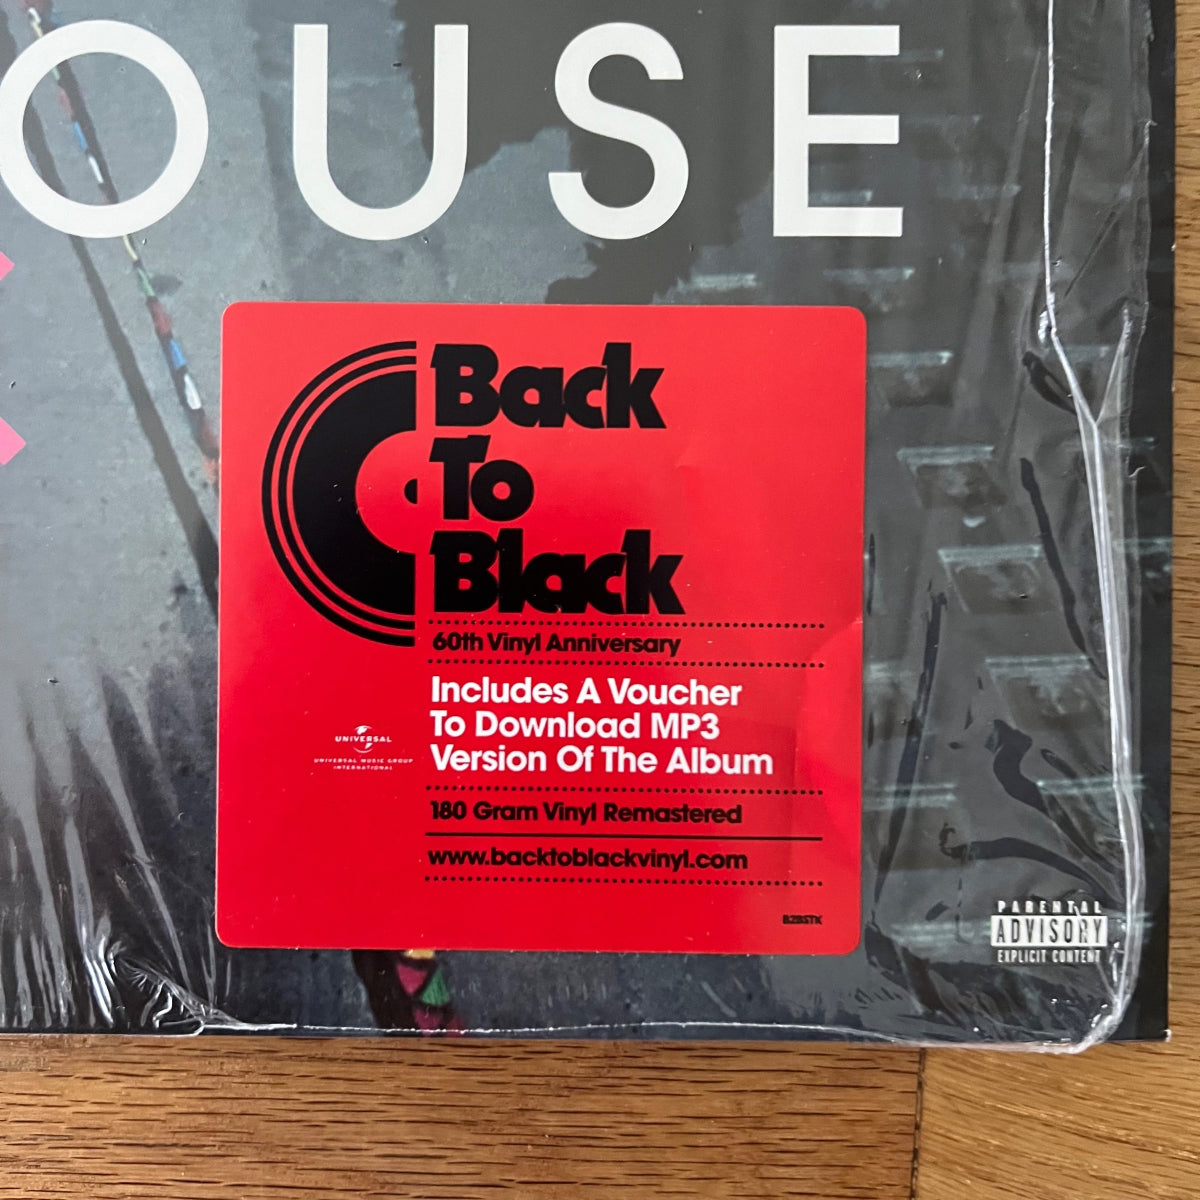 OUSE
Back
To
Black
60th Vinyl Anniversary
Includes A Voucher
To Download MP3
Version Of The Album
UNIVERSAL
UNIVERSAL MUSIC GROUP
INTERNATIONAL
180 Gram Vinyl Remastered
www.backtoblackvinyl.com
B2BSTK
PARENTAL
ADVISORY
EXPLICIT CONTENT